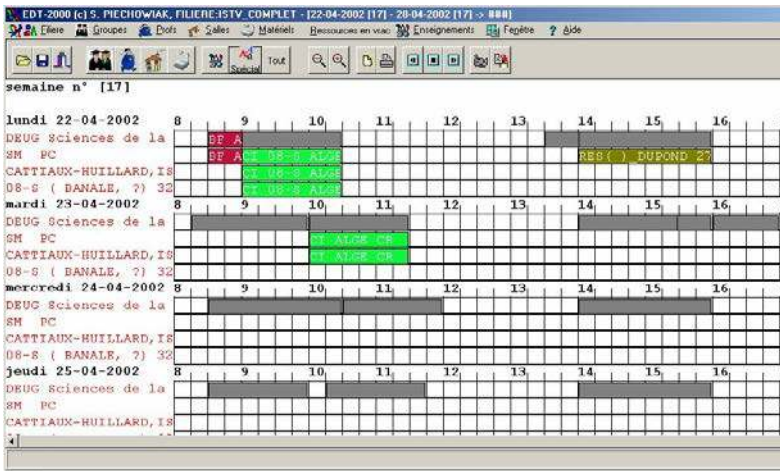 EDT-2000 (c) S. PIECHOWIAK, FILIERE:ISTV_COMPLET - [22-04-2002 [17] - 28-04-2002 [17] -> ###]
Filiere Groupes Profs Salles Matériels Ressources en vrac Enseignements Fenêtre ? Aide
Spécial Tout
semaine n° [17]
lundi 22-04-2002 8 9 10 11 12 13 14 15 16
DEUG Sciences de la BF A
SM PC BF A CI 08-S ALGE RES( )_DUPOND 27
CATTIAUX-HUILLARD,IS CI 08-S ALGE
08-S ( BANALE, ?) 32 CI 08-S ALGE
mardi 23-04-2002 8 9 10 11 12 13 14 15 16
DEUG Sciences de la
SM PC CI ALGE CR
CATTIAUX-HUILLARD,IS CI ALGE CR
08-S ( BANALE, ?) 32
mercredi 24-04-2002 8 9 10 11 12 13 14 15 16
DEUG Sciences de la
SM PC
CATTIAUX-HUILLARD,IS
08-S ( BANALE, ?) 32
jeudi 25-04-2002 8 9 10 11 12 13 14 15 16
DEUG Sciences de la
SM PC
CATTIAUX-HUILLARD,IS